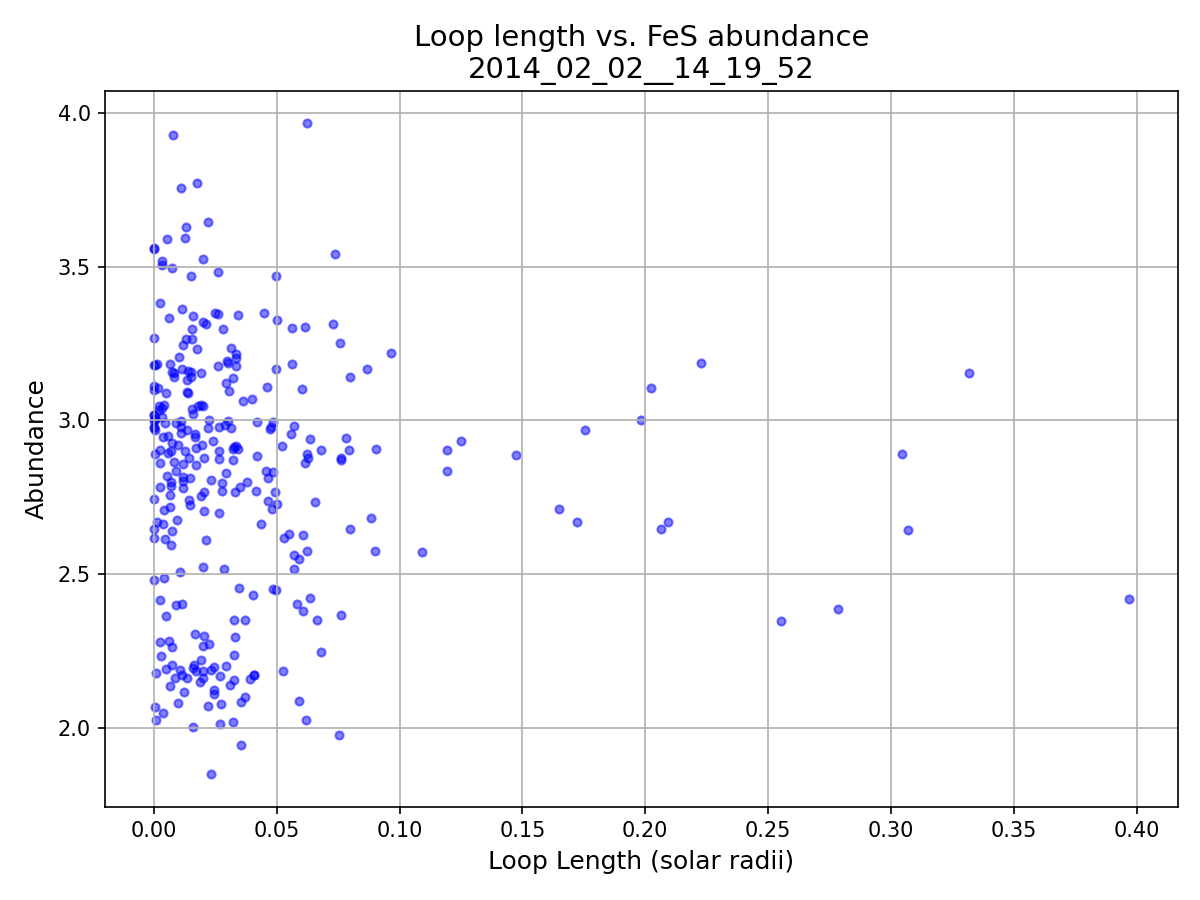 Loop length vs. FeS abundance
2014_02_02__14_19_52
4.0
3.5
3.0
2.5
2.0
Abundance
0.00 0.05 0.10 0.15 0.20 0.25 0.30 0.35 0.40
Loop Length (solar radii)